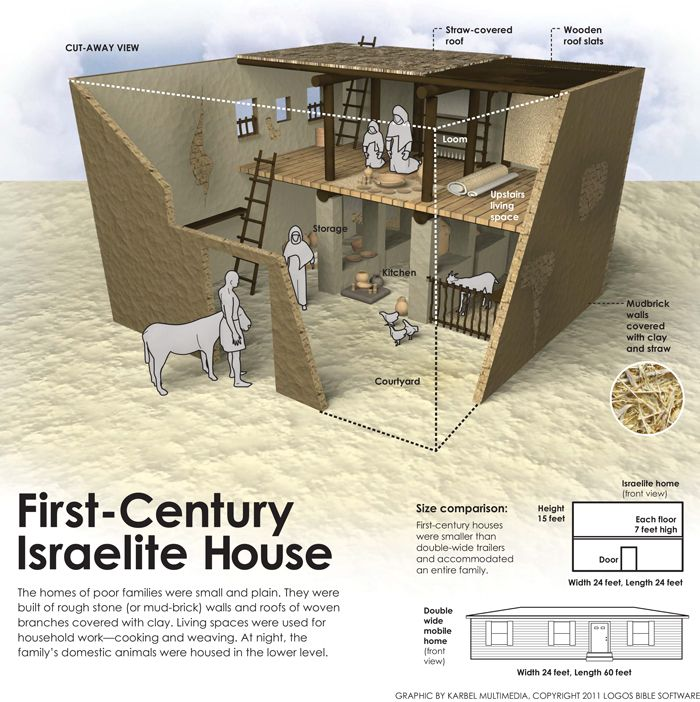 CUT-AWAY VIEW
Straw-covered
roof
Wooden
roof slats
Loom
Upstairs
living
space
Storage
Kitchen
Courtyard
Mudbrick
walls
covered
with clay
and straw
First-Century
Israelite House
The homes of poor families were small and plain. They were
built of rough stone (or mud-brick) walls and roofs of woven
branches covered with clay. Living spaces were used for
household work—cooking and weaving. At night, the
family’s domestic animals were housed in the lower level.
Size comparison:
First-century houses
were smaller than
double-wide trailers
and accommodated
an entire family.
Israelite home
(front view)
Height
15 feet
Each floor
7 feet high
Door
Width 24 feet, Length 24 feet
Double
wide
mobile
home
(front
view)
Width 24 feet, Length 60 feet
GRAPHIC BY KARBEL MULTIMEDIA, COPYRIGHT 2011 LOGOS BIBLE SOFTWARE